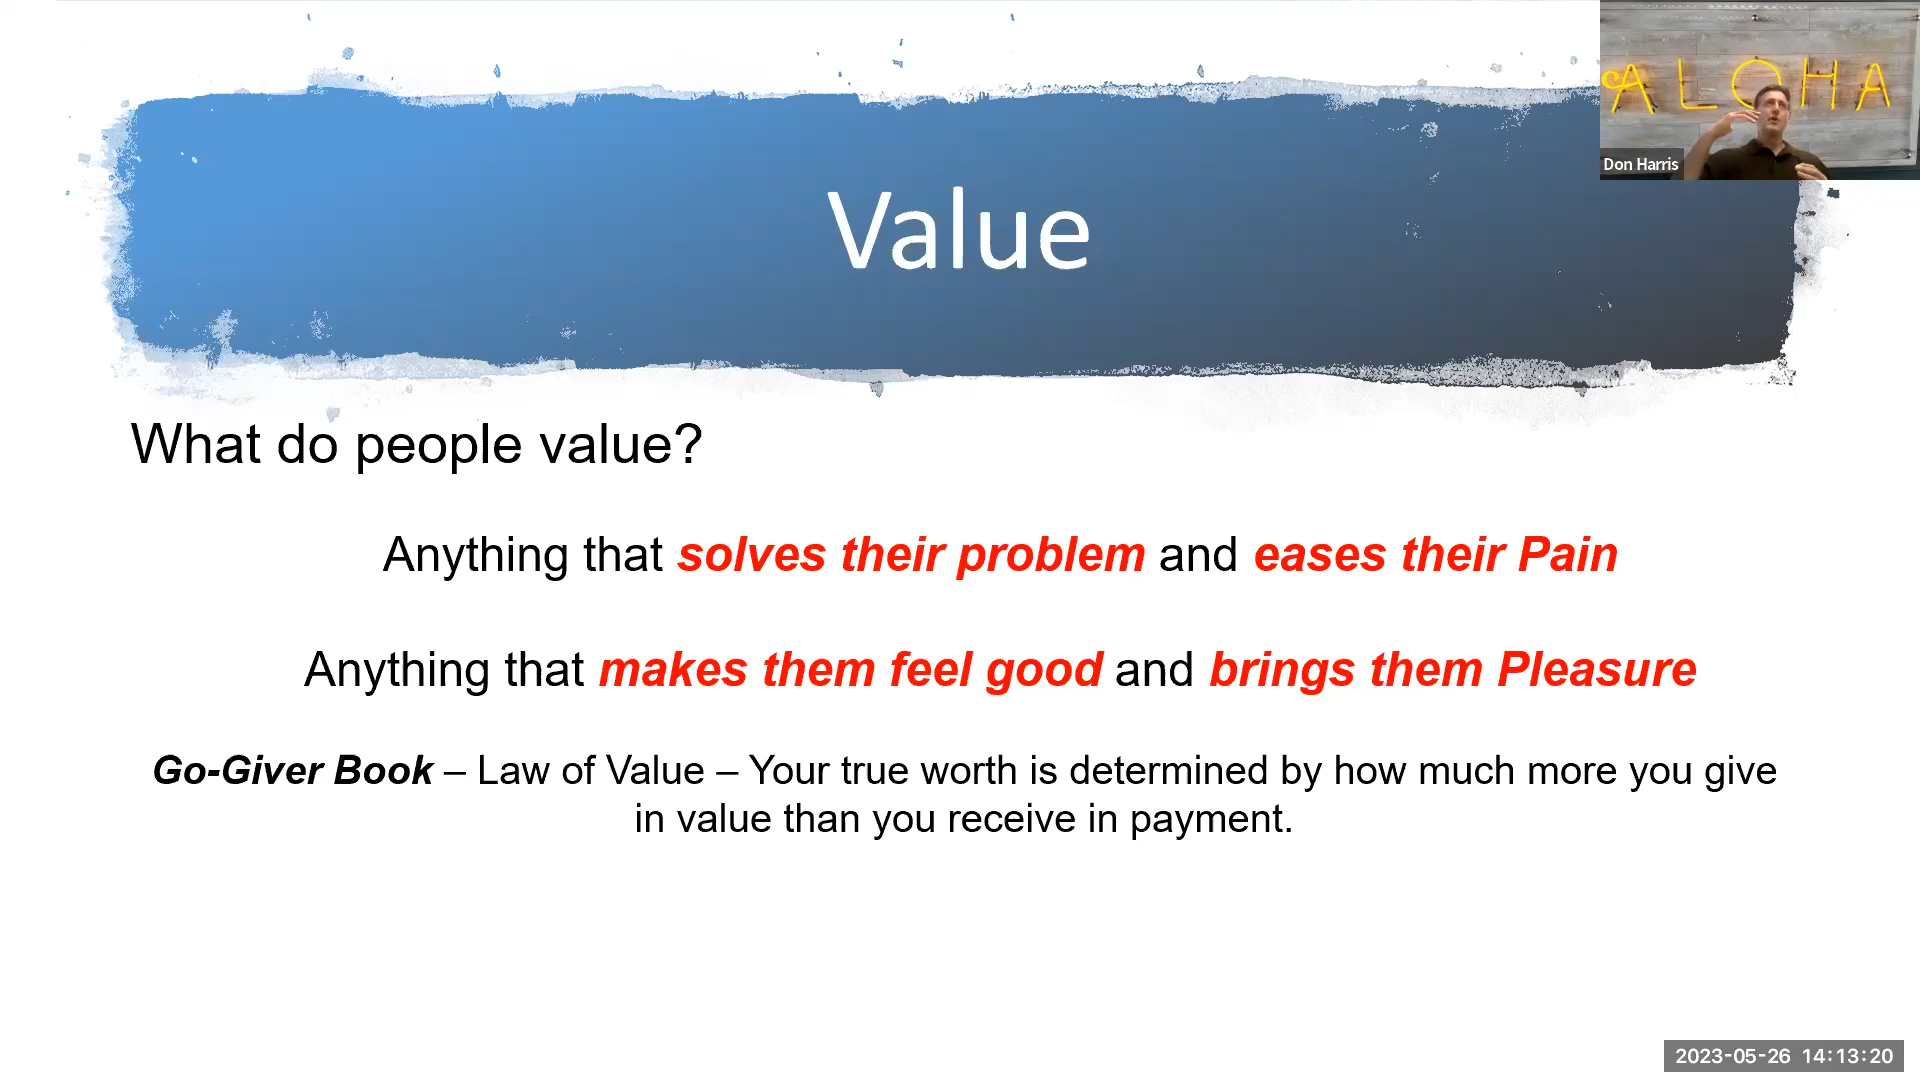 ALOHA
Don Harris
Value
What do people value?
Anything that solves their problem and eases their Pain
Anything that makes them feel good and brings them Pleasure
Go-Giver Book – Law of Value – Your true worth is determined by how much more you give
in value than you receive in payment.
2023-05-26 14:13:20